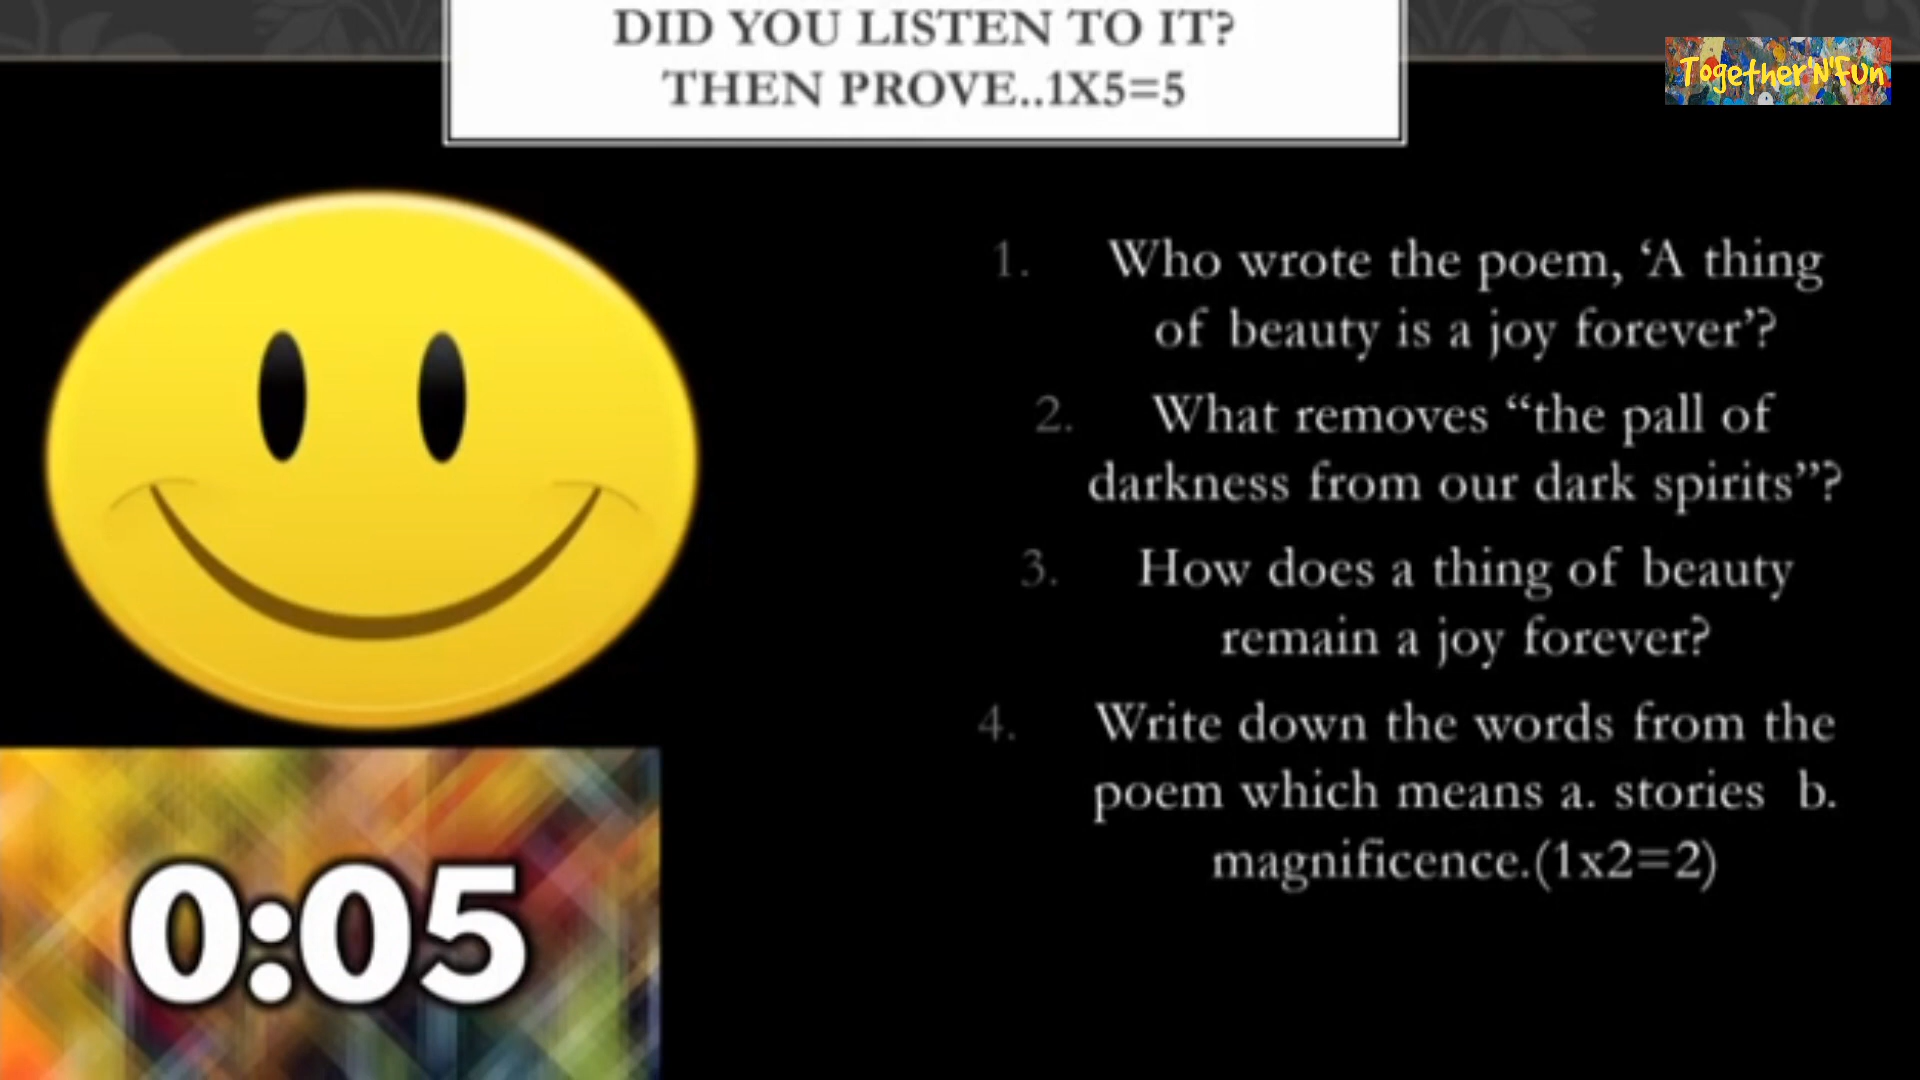 DID YOU LISTEN TO IT?
THEN PROVE..1X5=5
Together'N'Fun
1. Who wrote the poem, ‘A thing
of beauty is a joy forever’?
2. What removes “the pall of
darkness from our dark spirits”?
3. How does a thing of beauty
remain a joy forever?
4. Write down the words from the
poem which means a. stories b.
magnificence.(1x2=2)
0:05